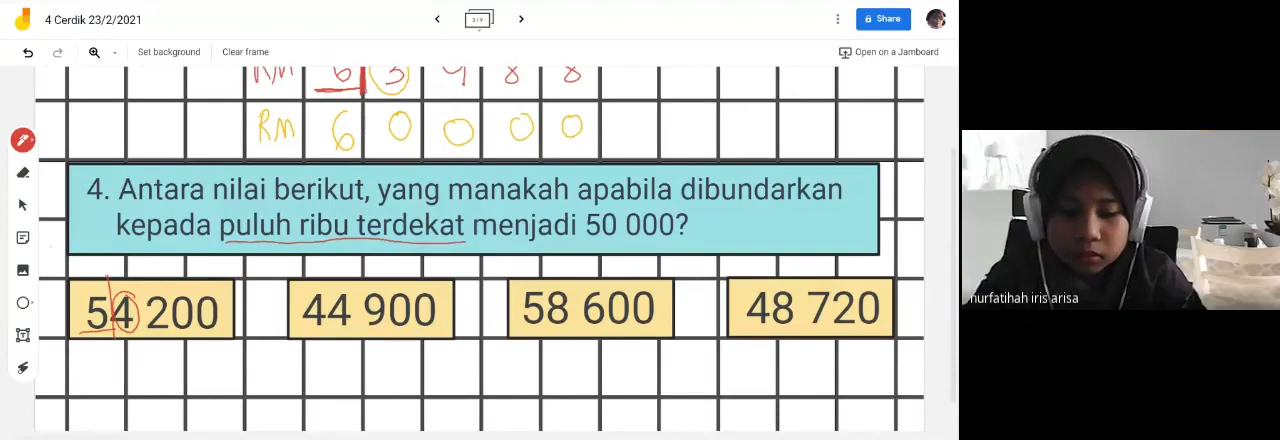 4 Cerdik 23/2/2021
3 / 9
Share
Set background
Clear frame
Open on a Jamboard
RM 6 3 4 8 8
RM 6 0 0 0 0
4. Antara nilai berikut, yang manakah apabila dibundarkan
kepada puluh ribu terdekat menjadi 50 000?
54 200
44 900
58 600
48 720
nurfatihah iris arisa